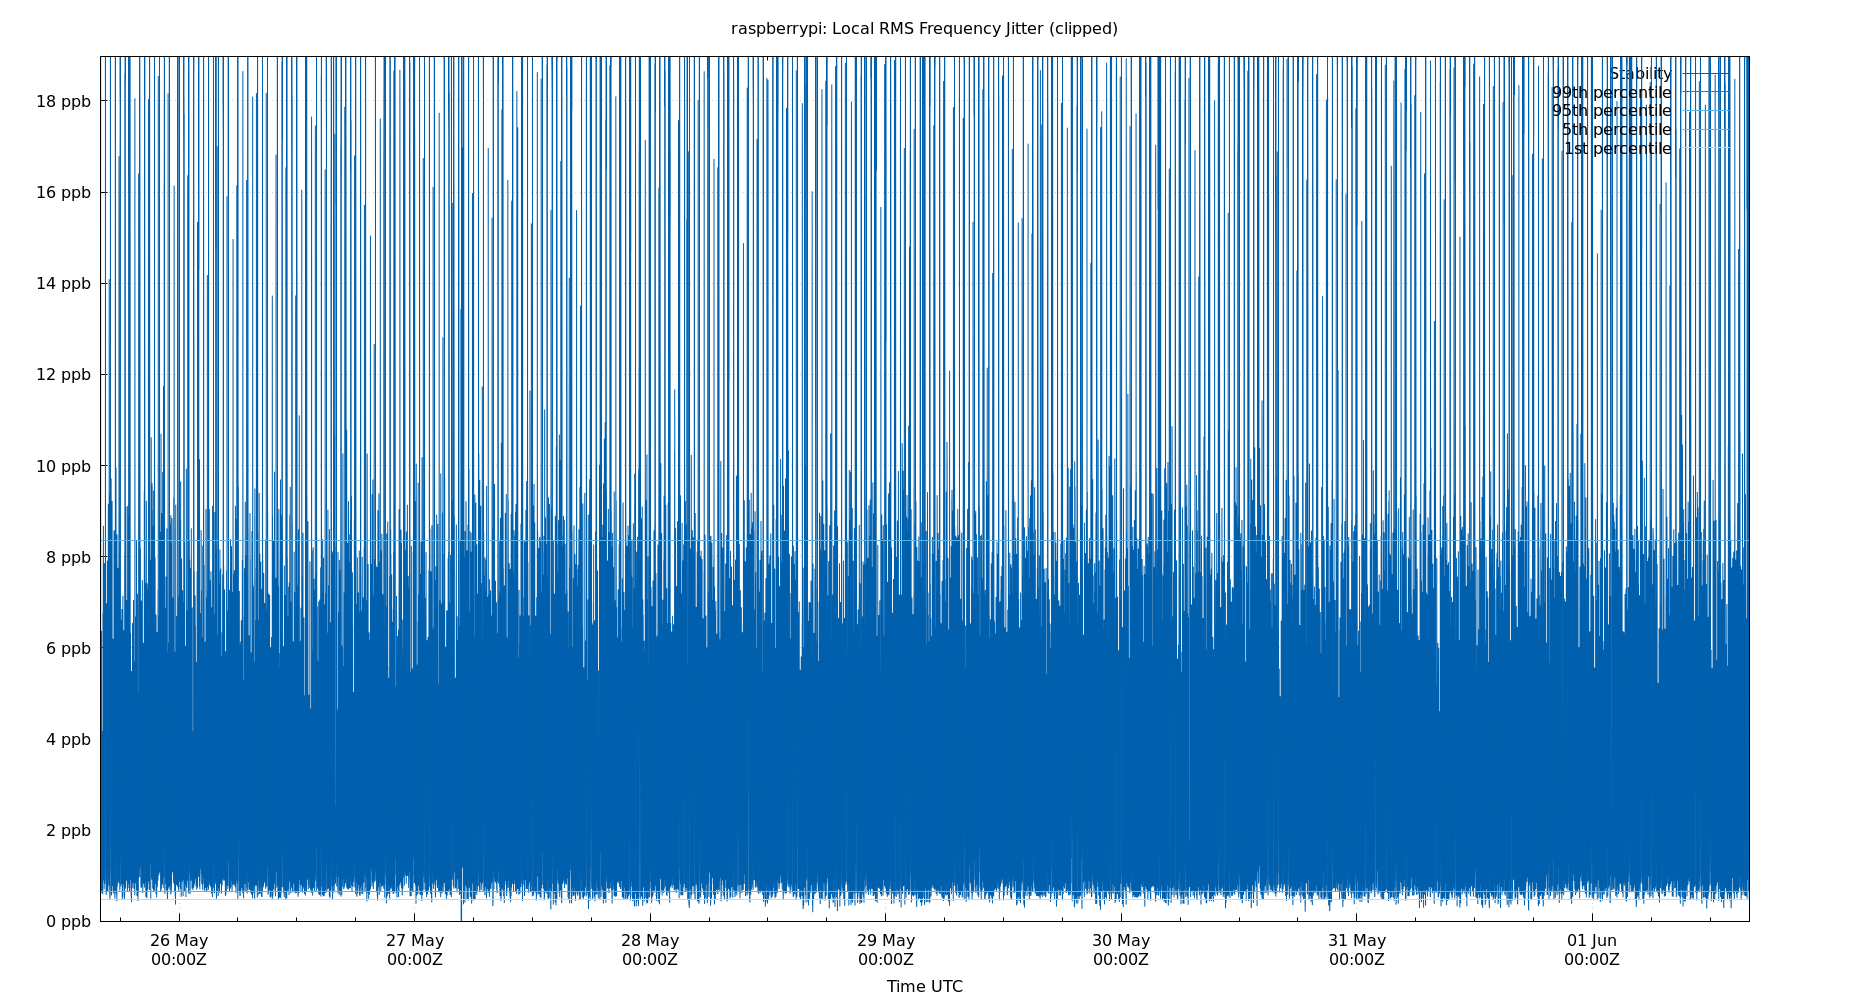 raspberrypi: Local RMS Frequency Jitter (clipped)
Stability
99th percentile
95th percentile
5th percentile
1st percentile
18 ppb
16 ppb
14 ppb
12 ppb
10 ppb
8 ppb
6 ppb
4 ppb
2 ppb
0 ppb
26 May
00:00Z
27 May
00:00Z
28 May
00:00Z
29 May
00:00Z
30 May
00:00Z
31 May
00:00Z
01 Jun
00:00Z
Time UTC